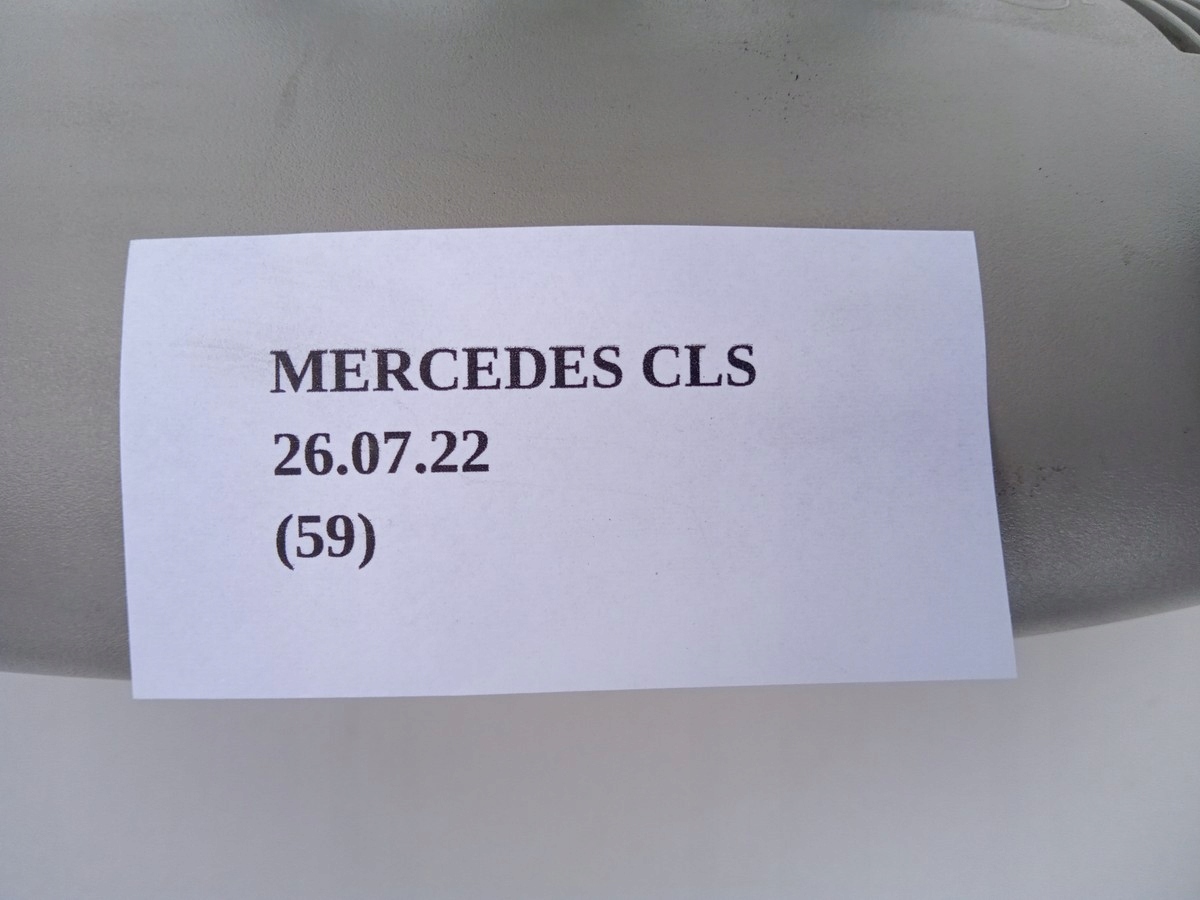 MERCEDES CLS
26.07.22
(59)